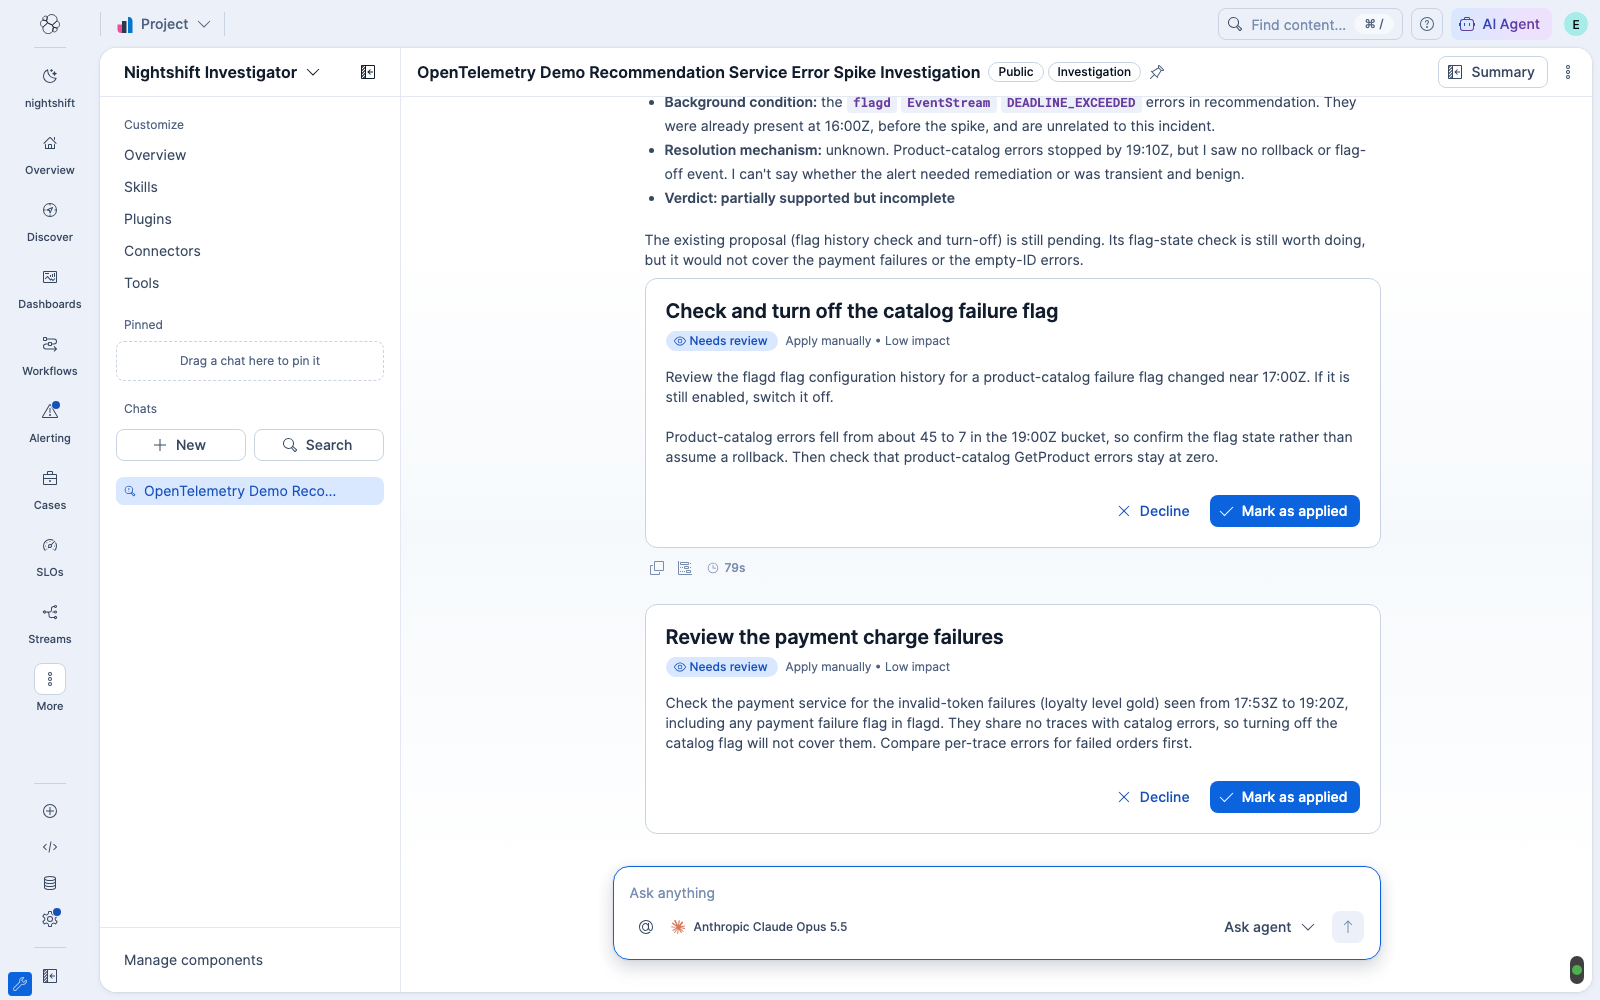 Project
Find content...
⌘ /
AI Agent
E
nightshift
Overview
Discover
Dashboards
Workflows
Alerting
Cases
SLOs
Streams
More
Nightshift Investigator
Customize
Overview
Skills
Plugins
Connectors
Tools
Pinned
Drag a chat here to pin it
Chats
New
Search
OpenTelemetry Demo Reco...
Manage components
OpenTelemetry Demo Recommendation Service Error Spike Investigation
Public
Investigation
Summary
• Background condition: the flagd EventStream DEADLINE_EXCEEDED errors in recommendation. They
were already present at 16:00Z, before the spike, and are unrelated to this incident.
• Resolution mechanism: unknown. Product-catalog errors stopped by 19:10Z, but I saw no rollback or flag-
off event. I can't say whether the alert needed remediation or was transient and benign.
• Verdict: partially supported but incomplete
The existing proposal (flag history check and turn-off) is still pending. Its flag-state check is still worth doing,
but it would not cover the payment failures or the empty-ID errors.
Check and turn off the catalog failure flag
Needs review
Apply manually • Low impact
Review the flagd flag configuration history for a product-catalog failure flag changed near 17:00Z. If it is
still enabled, switch it off.
Product-catalog errors fell from about 45 to 7 in the 19:00Z bucket, so confirm the flag state rather than
assume a rollback. Then check that product-catalog GetProduct errors stay at zero.
Decline
Mark as applied
79s
Review the payment charge failures
Needs review
Apply manually • Low impact
Check the payment service for the invalid-token failures (loyalty level gold) seen from 17:53Z to 19:20Z,
including any payment failure flag in flagd. They share no traces with catalog errors, so turning off the
catalog flag will not cover them. Compare per-trace errors for failed orders first.
Decline
Mark as applied
Ask anything
@
Anthropic Claude Opus 5.5
Ask agent